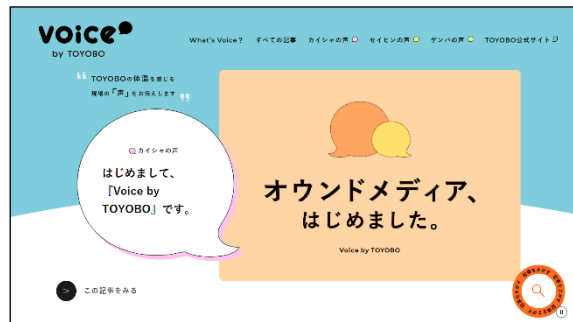 voice
by TOYOBO
What's Voice? すべての記事 カイシャの声 セイヒンの声 ゲンバの声 TOYOBO公式サイト
TOYOBOの体温を感じる
現場の「声」をお伝えします
カイシャの声
はじめまして、
『Voice by
TOYOBO』です。
オウンドメディア、
はじめました。
Voice by TOYOBO
この記事をみる